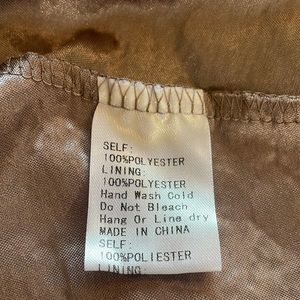 SELF:
100%POLYESTER
LINING:
100%POLYESTER
Hand Wash Cold
Do Not Bleach
Hang Or Line dry
MADE IN CHINA
SELF:
100%POLIESTER
LINING: